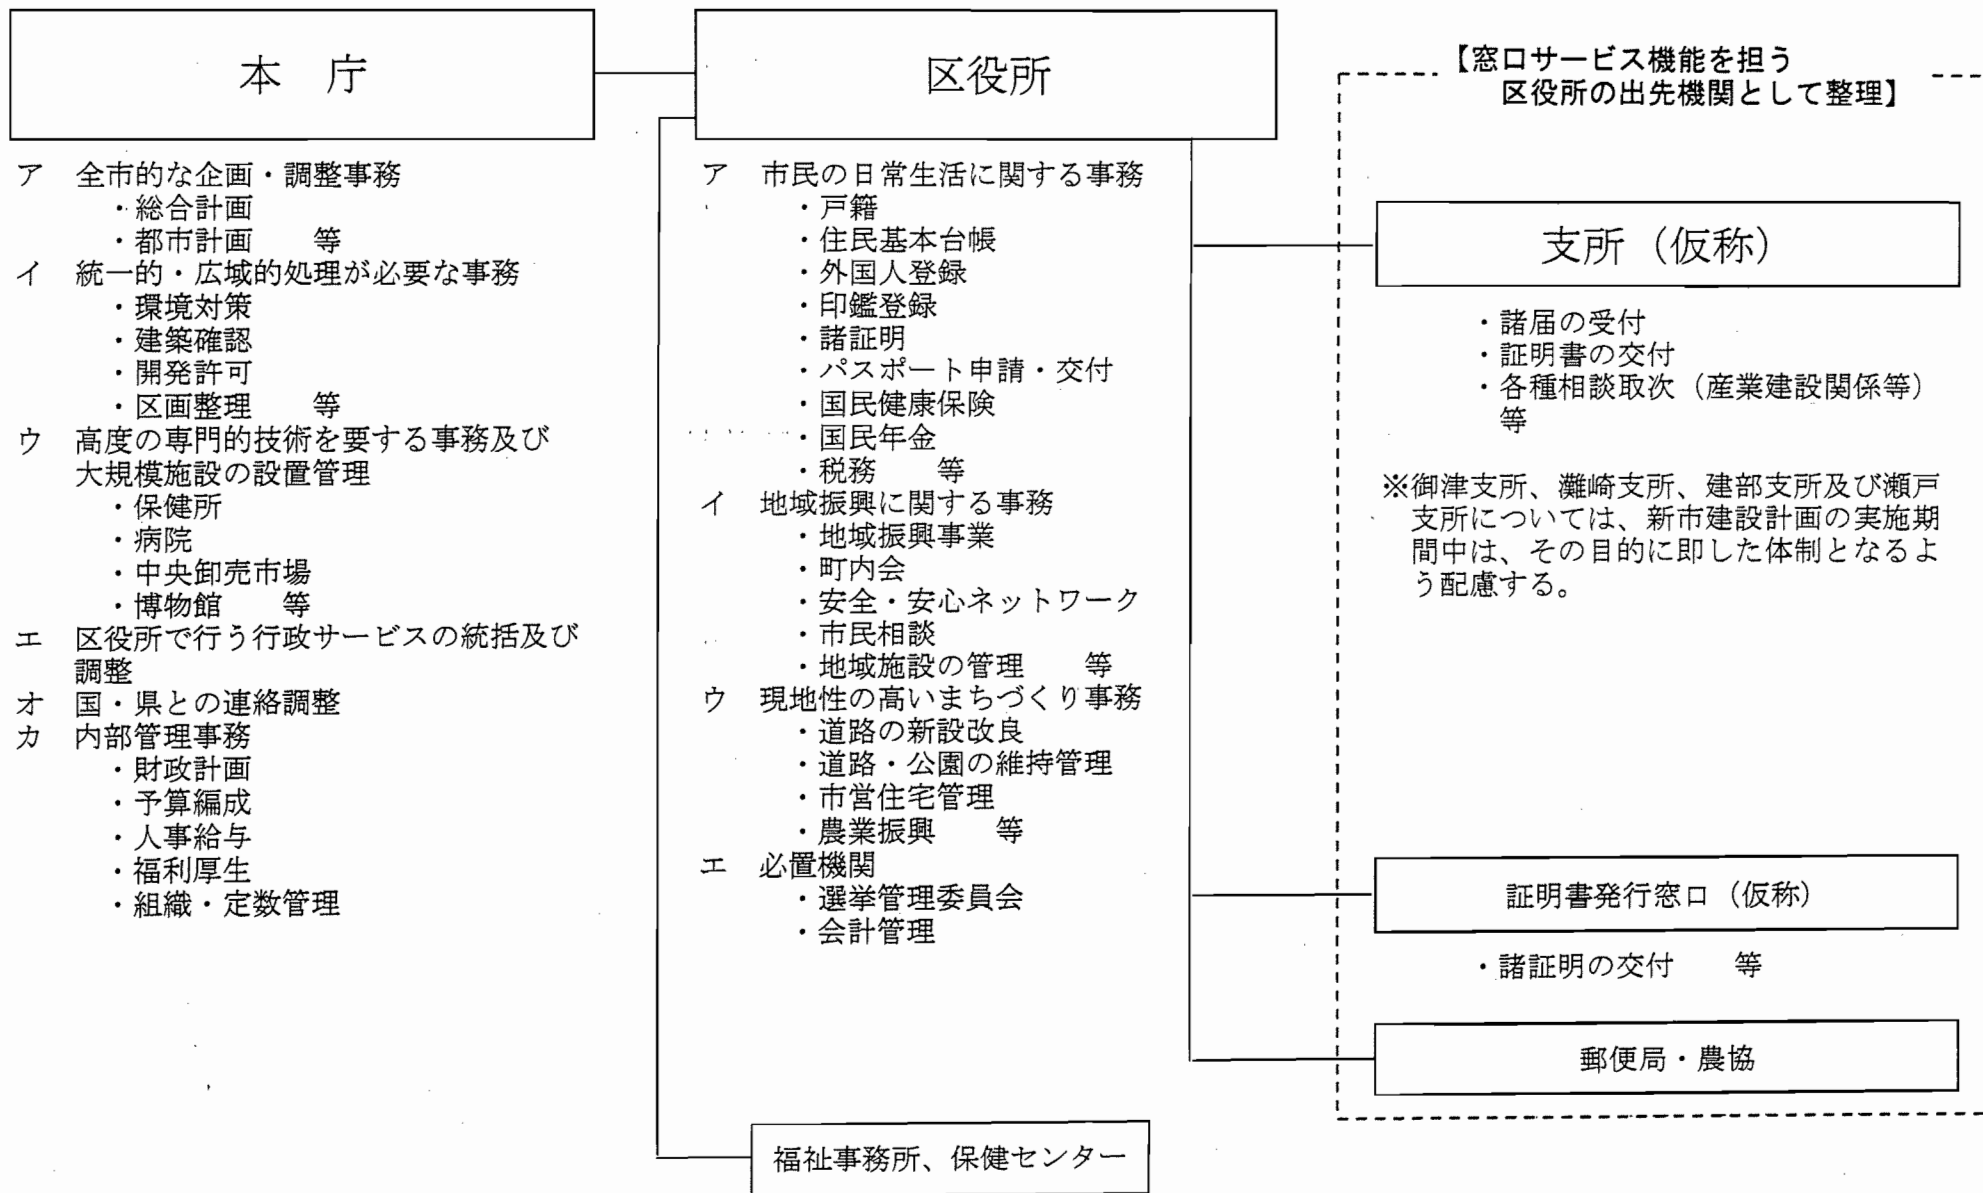 本　庁
ア　全市的な企画・調整事務
・総合計画
・都市計画　　等
イ　統一的・広域的処理が必要な事務
・環境対策
・建築確認
・開発許可
・区画整理　　等
ウ　高度の専門的技術を要する事務及び
大規模施設の設置管理
・保健所
・病院
・中央卸売市場
・博物館　　等
エ　区役所で行う行政サービスの統括及び
調整
オ　国・県との連絡調整
カ　内部管理事務
・財政計画
・予算編成
・人事給与
・福利厚生
・組織・定数管理
区役所
ア　市民の日常生活に関する事務
・戸籍
・住民基本台帳
・外国人登録
・印鑑登録
・諸証明
・パスポート申請・交付
・国民健康保険
・国民年金
・税務　　等
イ　地域振興に関する事務
・地域振興事業
・町内会
・安全・安心ネットワーク
・市民相談
・地域施設の管理　　等
ウ　現地性の高いまちづくり事務
・道路の新設改良
・道路・公園の維持管理
・市営住宅管理
・農業振興　　等
エ　必置機関
・選挙管理委員会
・会計管理
福祉事務所、保健センター
【窓口サービス機能を担う
区役所の出先機関として整理】
支所（仮称）
・諸届の受付
・証明書の交付
・各種相談取次（産業建設関係等）
等
※御津支所、灘崎支所、建部支所及び瀬戸
支所については、新市建設計画の実施期
間中は、その目的に即した体制となるよ
う配慮する。
証明書発行窓口（仮称）
・諸証明の交付　　等
郵便局・農協